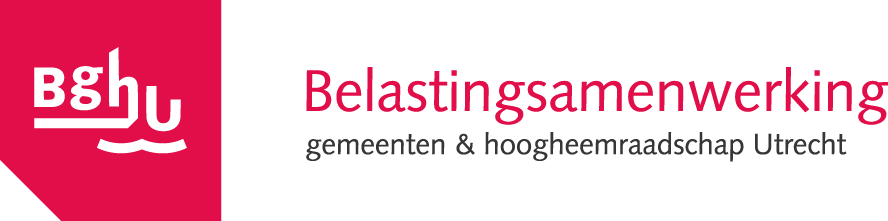 BghU
Belastingsamenwerking
gemeenten & hoogheemraadschap Utrecht